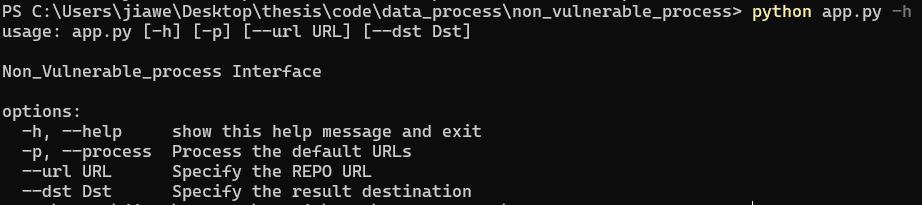 PS C:\Users\jiawe\Desktop\thesis\code\data_process\non_vulnerable_process> python app.py -h
usage: app.py [-h] [-p] [--url URL] [--dst Dst]
Non_Vulnerable_process Interface
options:
-h, --help show this help message and exit
-p, --process Process the default URLs
--url URL Specify the REPO URL
--dst Dst Specify the result destination